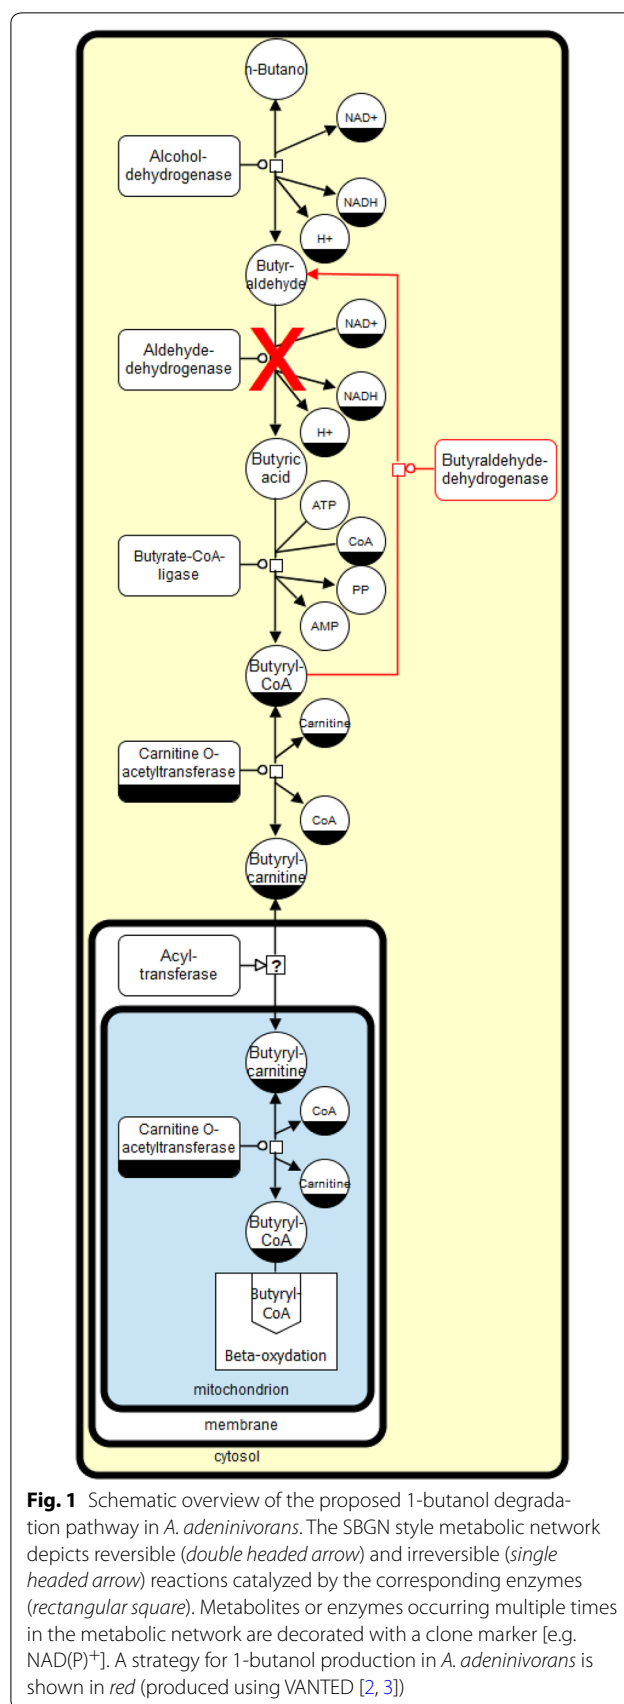 n-Butanol
NAD+
Alcohol-
dehydrogenase
NADH
H+
Butyr-
aldehyde
NAD+
Aldehyde-
dehydrogenase
X
NADH
H+
Butyric
acid
Butyraldehyde-
dehydrogenase
ATP
CoA
Butyrate-CoA-
ligase
PP
AMP
Butyryl-
CoA
Carnitine
Carnitine O-
acetyltransferase
CoA
Butyryl-
carnitine
Acyl-
transferase
?
Butyryl-
carnitine
CoA
Carnitine O-
acetyltransferase
Carnitine
Butyryl-
CoA
Butyryl-
CoA
Beta-oxydation
mitochondrion
membrane
cytosol
Fig. 1 Schematic overview of the proposed 1-butanol degrada-
tion pathway in A. adeninivorans. The SBGN style metabolic network
depicts reversible (double headed arrow) and irreversible (single
headed arrow) reactions catalyzed by the corresponding enzymes
(rectangular square). Metabolites or enzymes occurring multiple times
in the metabolic network are decorated with a clone marker [e.g.
NAD(P)+]. A strategy for 1-butanol production in A. adeninivorans is
shown in red (produced using VANTED [2, 3])